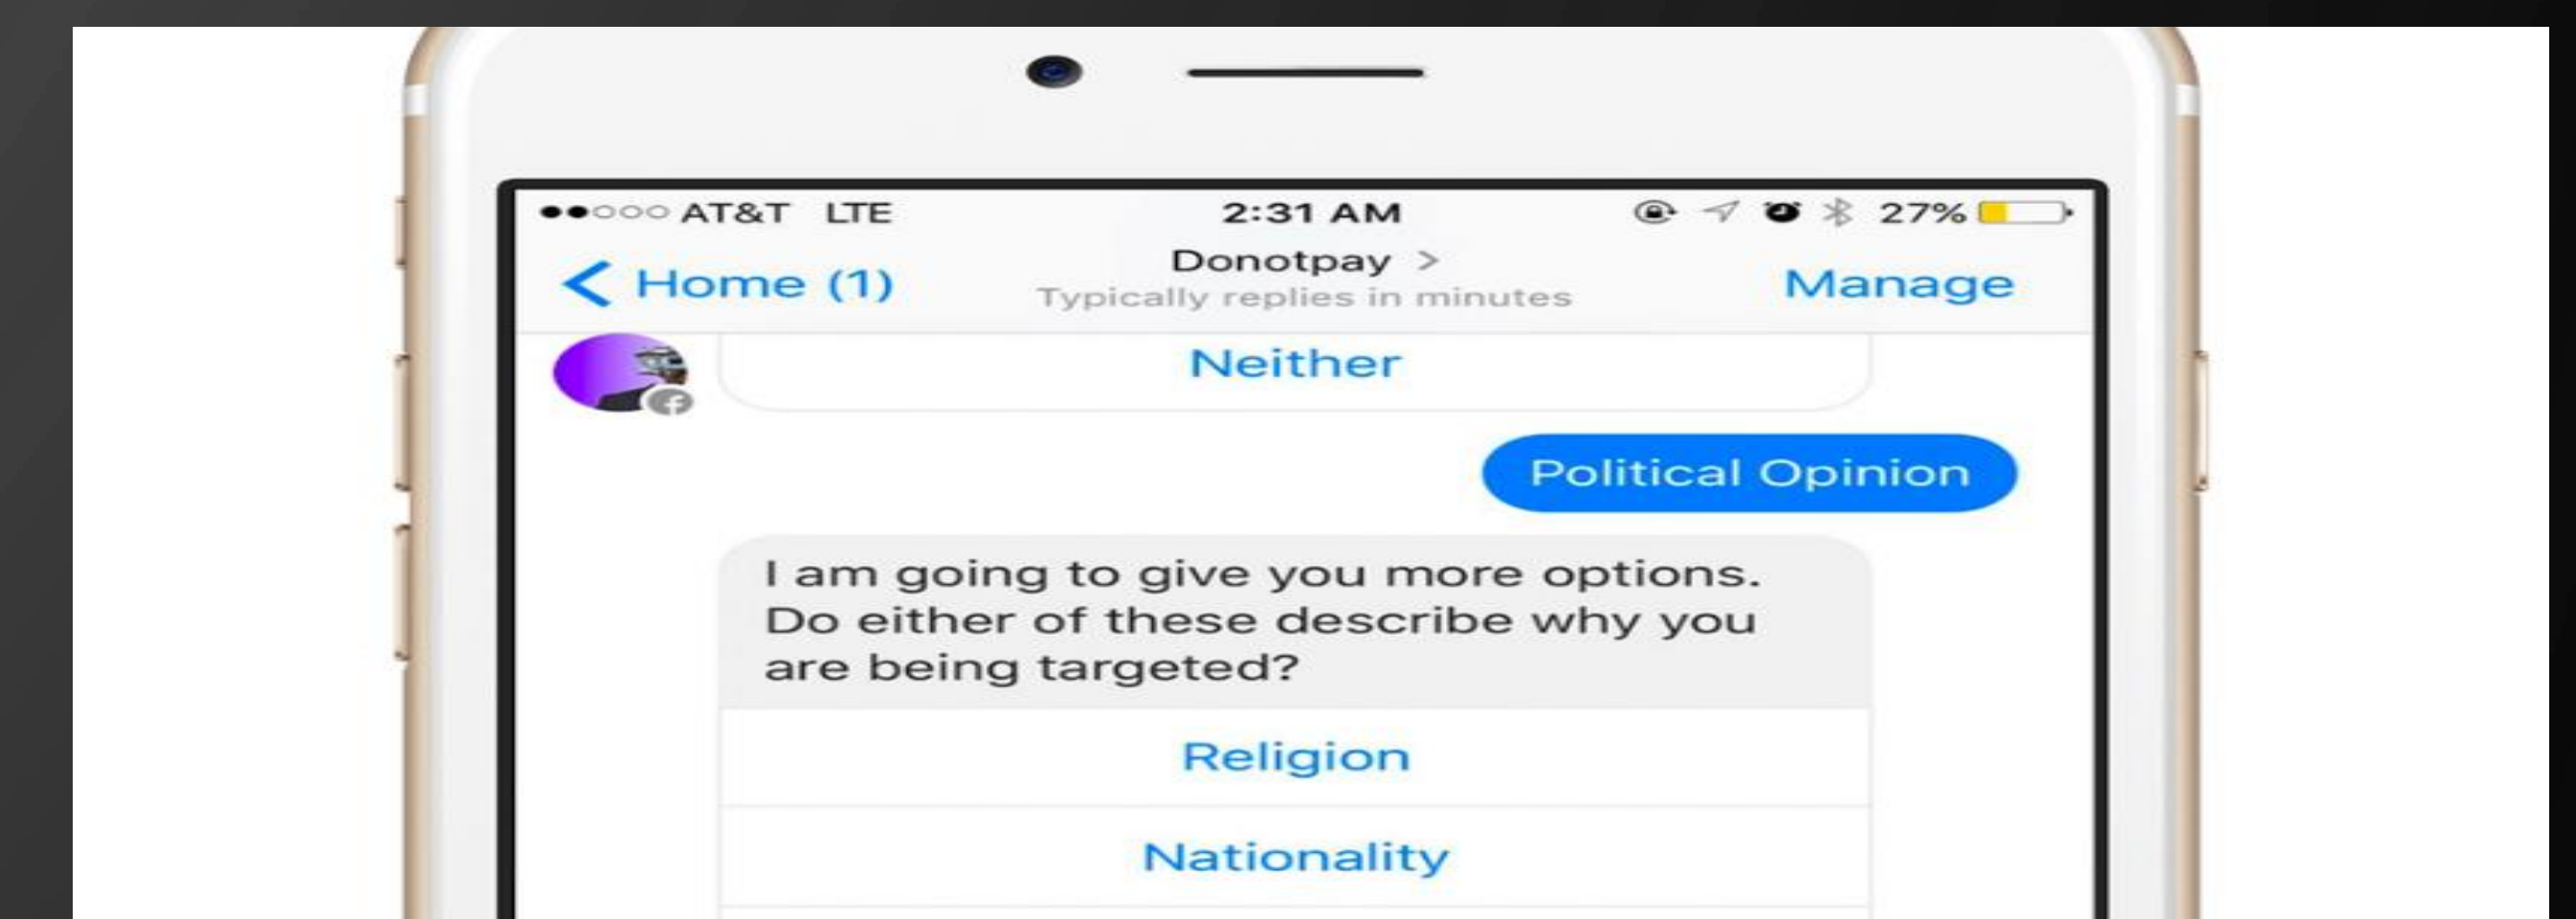 AT&T LTE 2:31 AM 27%
Home (1) Donotpay > Manage
Typically replies in minutes
Neither
Political Opinion
I am going to give you more options.
Do either of these describe why you
are being targeted?
Religion
Nationality